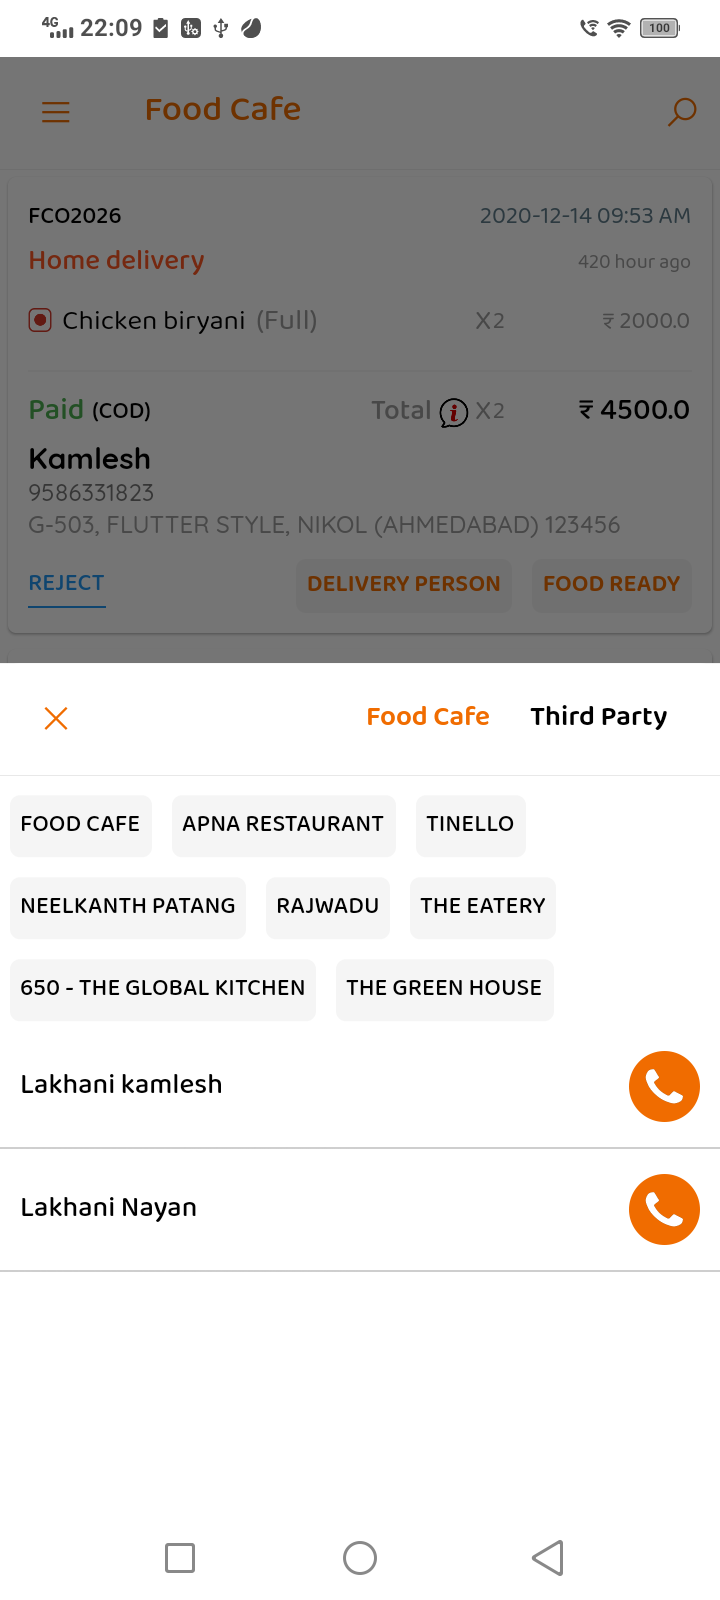 4G 22:09 100
Food Cafe
FCO2026 2020-12-14 09:53 AM
Home delivery 420 hour ago
Chicken biryani (Full) X2 ₹ 2000.0
Paid (COD) Total i X2 ₹ 4500.0
Kamlesh
9586331823
G-503, FLUTTER STYLE, NIKOL (AHMEDABAD) 123456
REJECT DELIVERY PERSON FOOD READY
Food Cafe Third Party
FOOD CAFE APNA RESTAURANT TINELLO
NEELKANTH PATANG RAJWADU THE EATERY
650 - THE GLOBAL KITCHEN THE GREEN HOUSE
Lakhani kamlesh
Lakhani Nayan